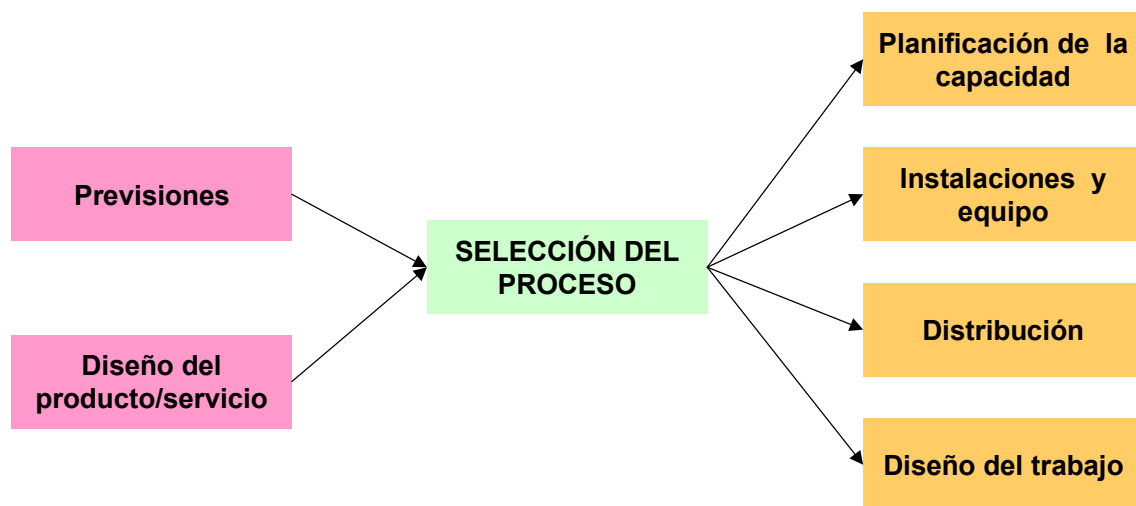 Previsiones
Diseño del
producto/servicio
SELECCIÓN DEL
PROCESO
Planificación de la
capacidad
Instalaciones y
equipo
Distribución
Diseño del trabajo